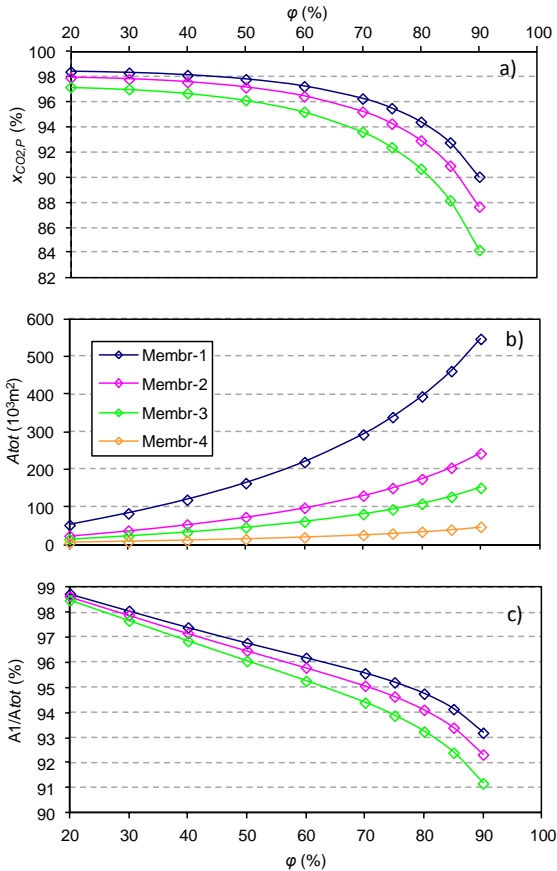 φ (%)
20 30 40 50 60 70 80 90 100
a)
100
98
96
94
92
90
88
86
84
82
xCO2,P (%)
b)
600
500
400
300
200
100
0
Atot (10³m²)
Membr-1
Membr-2
Membr-3
Membr-4
c)
99
98
97
96
95
94
93
92
91
90
A1/Atot (%)
20 30 40 50 60 70 80 90 100
φ (%)